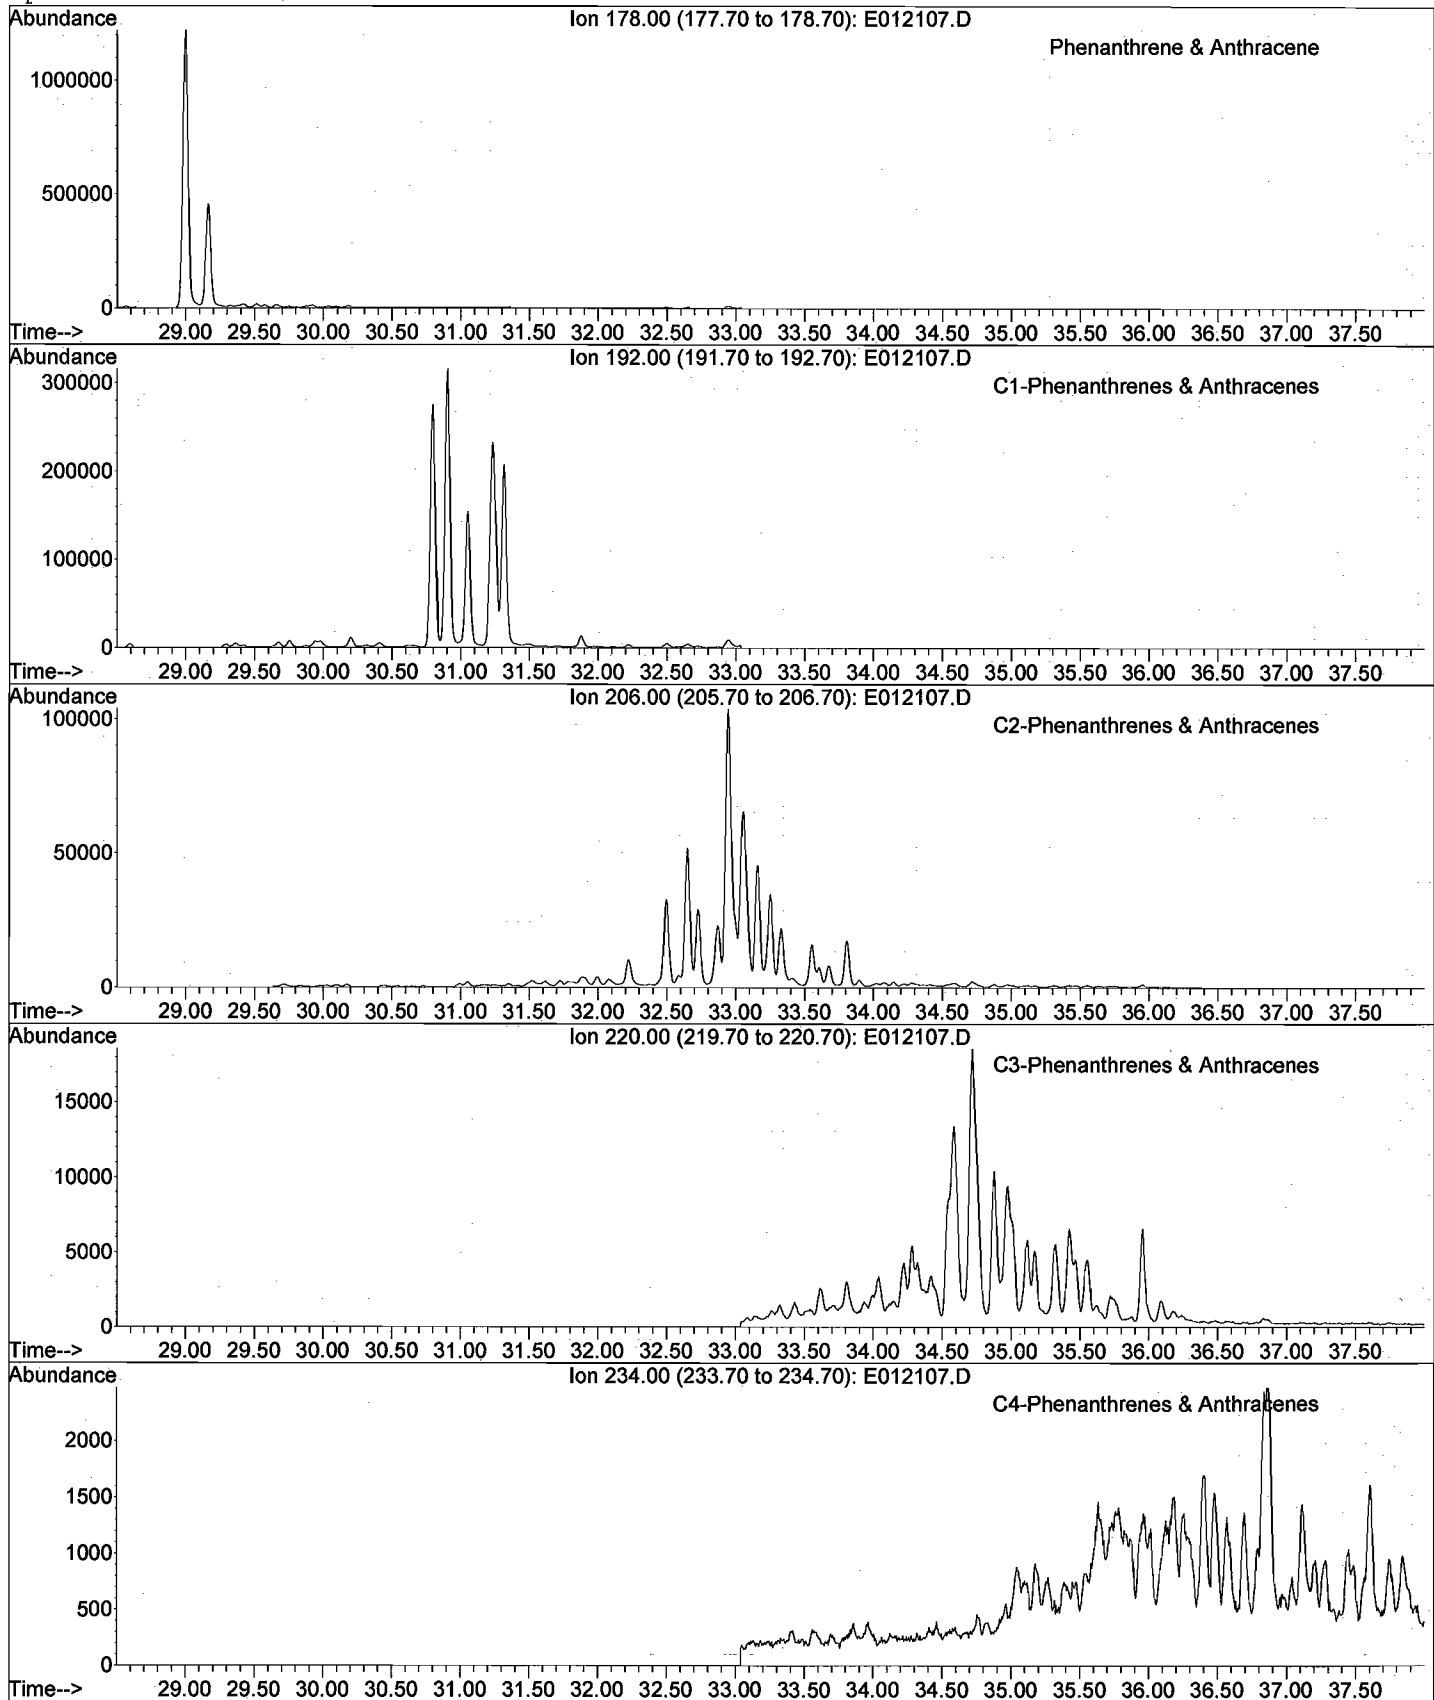 Abundance
Ion 178.00 (177.70 to 178.70): E012107.D
Phenanthrene & Anthracene
1000000
500000
0
Time--> 29.00 29.50 30.00 30.50 31.00 31.50 32.00 32.50 33.00 33.50 34.00 34.50 35.00 35.50 36.00 36.50 37.00 37.50
Abundance
Ion 192.00 (191.70 to 192.70): E012107.D
C1-Phenanthrenes & Anthracenes
300000
200000
100000
0
Time--> 29.00 29.50 30.00 30.50 31.00 31.50 32.00 32.50 33.00 33.50 34.00 34.50 35.00 35.50 36.00 36.50 37.00 37.50
Abundance
Ion 206.00 (205.70 to 206.70): E012107.D
C2-Phenanthrenes & Anthracenes
100000
50000
0
Time--> 29.00 29.50 30.00 30.50 31.00 31.50 32.00 32.50 33.00 33.50 34.00 34.50 35.00 35.50 36.00 36.50 37.00 37.50
Abundance
Ion 220.00 (219.70 to 220.70): E012107.D
C3-Phenanthrenes & Anthracenes
15000
10000
5000
0
Time--> 29.00 29.50 30.00 30.50 31.00 31.50 32.00 32.50 33.00 33.50 34.00 34.50 35.00 35.50 36.00 36.50 37.00 37.50
Abundance
Ion 234.00 (233.70 to 234.70): E012107.D
C4-Phenanthrenes & Anthracenes
2000
1500
1000
500
0
Time--> 29.00 29.50 30.00 30.50 31.00 31.50 32.00 32.50 33.00 33.50 34.00 34.50 35.00 35.50 36.00 36.50 37.00 37.50